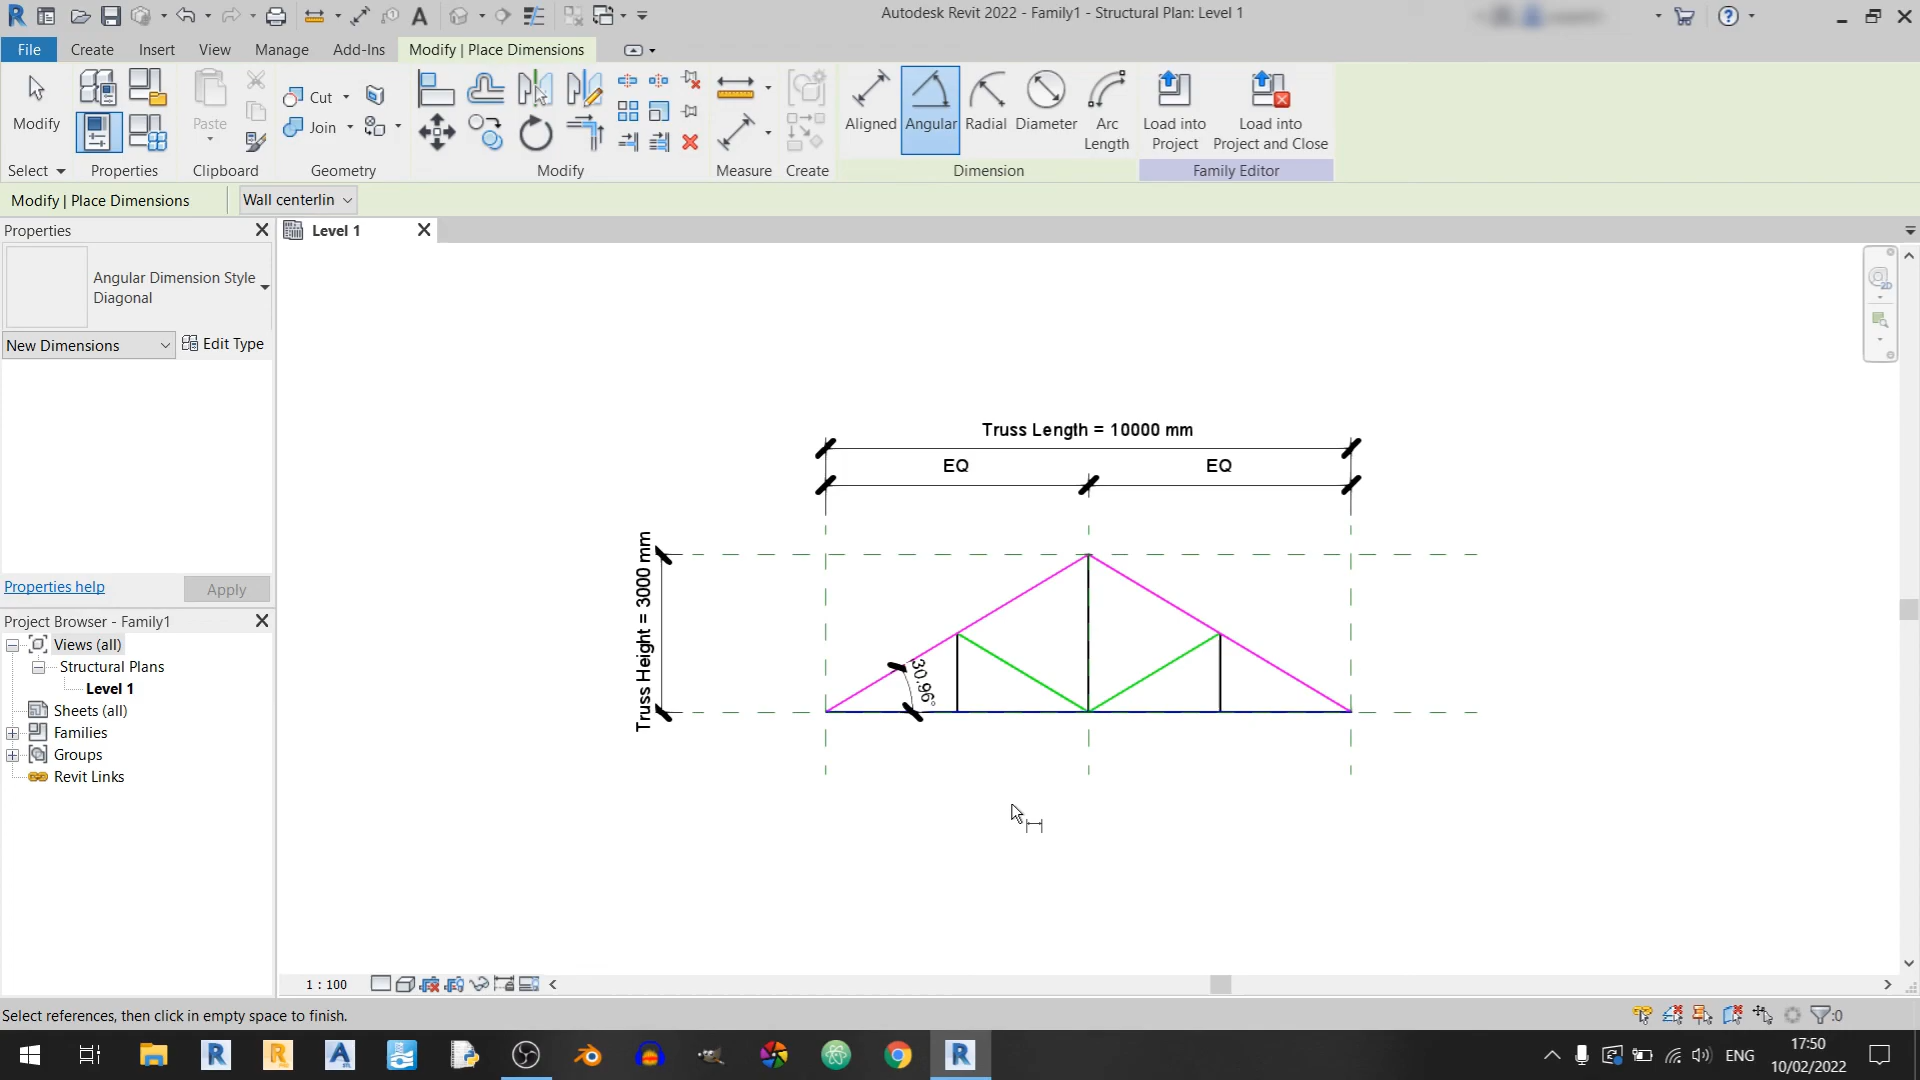 Autodesk Revit 2022 - Family1 - Structural Plan: Level 1
File Create Insert View Manage Add-Ins Modify | Place Dimensions
Modify
Paste
Cut
Join
Aligned Angular Radial Diameter Arc Length Load into Project Load into Project and Close
Select Properties Clipboard Geometry Modify Measure Create Dimension Family Editor
Modify | Place Dimensions Wall centerlin
Properties
Level 1
Angular Dimension Style
Diagonal
New Dimensions Edit Type
Properties help Apply
Project Browser - Family1
Views (all)
Structural Plans
Level 1
Sheets (all)
Families
Groups
Revit Links
Truss Length = 10000 mm
EQ EQ
Truss Height = 3000 mm
30.96°
1 : 100
Select references, then click in empty space to finish.
:0
ENG
17:50
10/02/2022